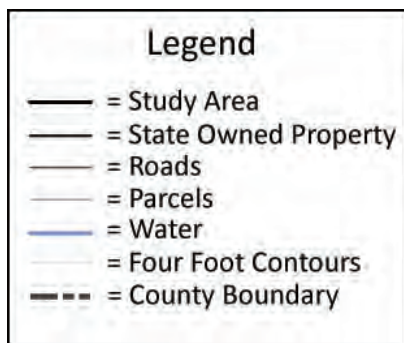 Legend
= Study Area
= State Owned Property
= Roads
= Parcels
= Water
= Four Foot Contours
= County Boundary